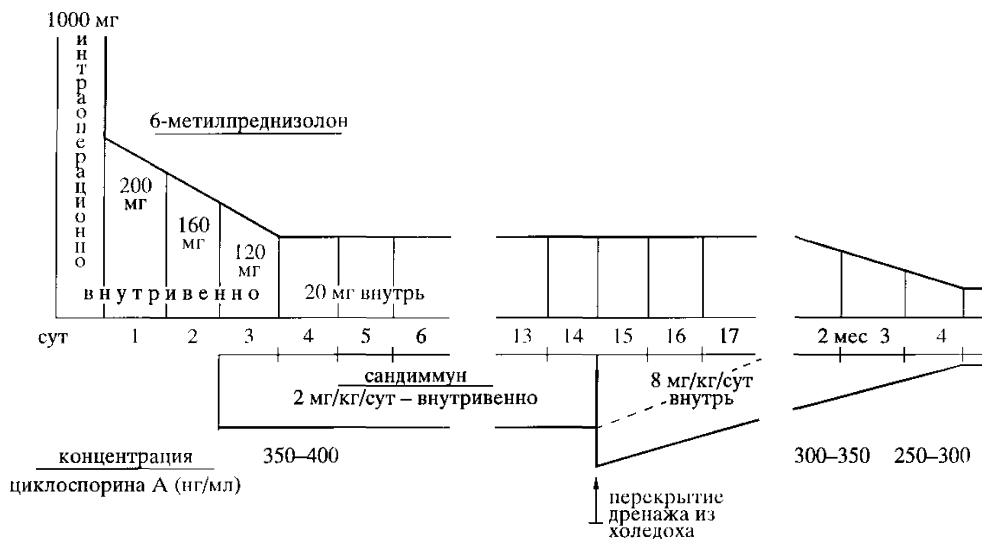 1000 мг
интраоперационно
6-метилпреднизолон
200
мг
160
мг
120
мг
внутривенно
20 мг внутрь
сут 1 2 3 4 5 6 13 14 15 16 17 2 мес 3 4
сандиммун
2 мг/кг/сут – внутривенно
8 мг/кг/сут
внутрь
концентрация
циклоспорина А (нг/мл)
350–400
300–350
250–300
перекрытие
дренажа из
холедоха